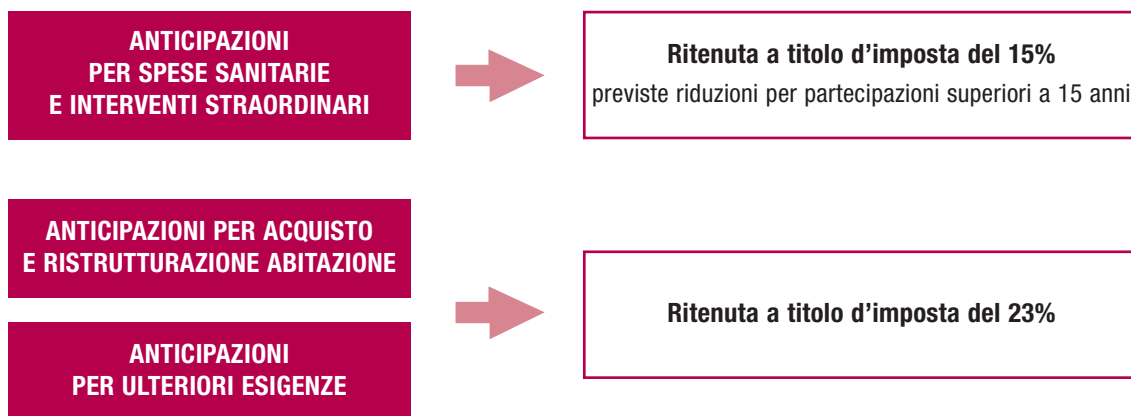 ANTICIPAZIONI
PER SPESE SANITARIE
E INTERVENTI STRAORDINARI
Ritenuta a titolo d’imposta del 15%
previste riduzioni per partecipazioni superiori a 15 anni
ANTICIPAZIONI PER ACQUISTO
E RISTRUTTURAZIONE ABITAZIONE
ANTICIPAZIONI
PER ULTERIORI ESIGENZE
Ritenuta a titolo d’imposta del 23%